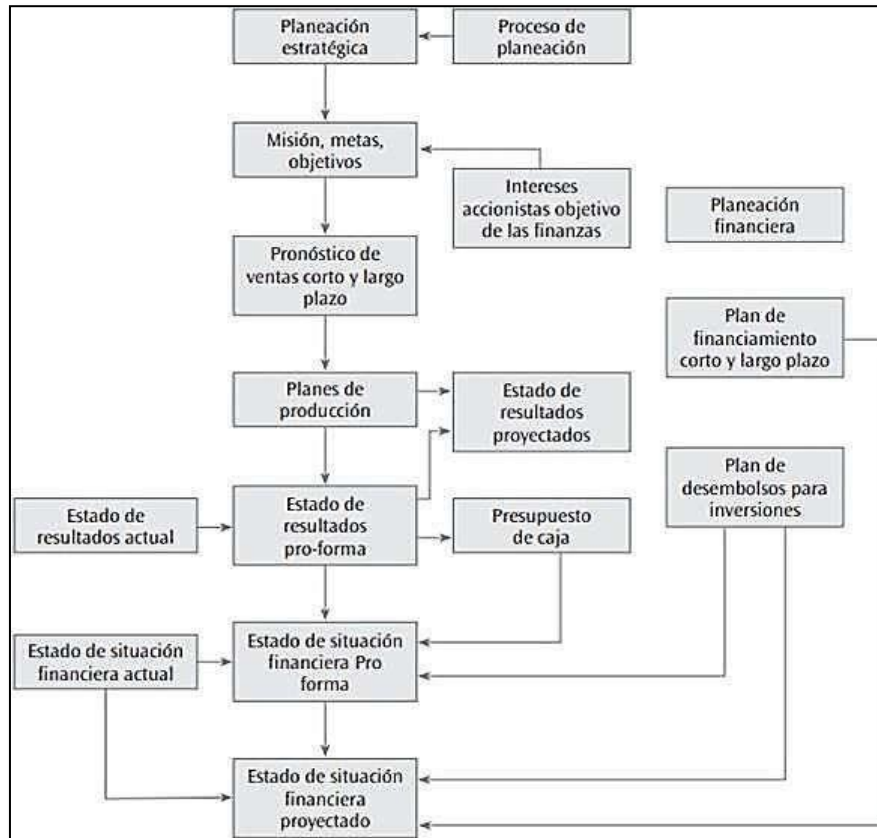 Planeación
estratégica
Proceso de
planeación
Misión, metas,
objetivos
Intereses
accionistas objetivo
de las finanzas
Planeación
financiera
Pronóstico de
ventas corto y largo
plazo
Plan de
financiamiento
corto y largo plazo
Planes de
producción
Estado de
resultados
proyectados
Plan de
desembolsos para
inversiones
Estado de
resultados actual
Estado de
resultados
pro-forma
Presupuesto
de caja
Estado de situación
financiera actual
Estado de situación
financiera Pro
forma
Estado de situación
financiera
proyectado